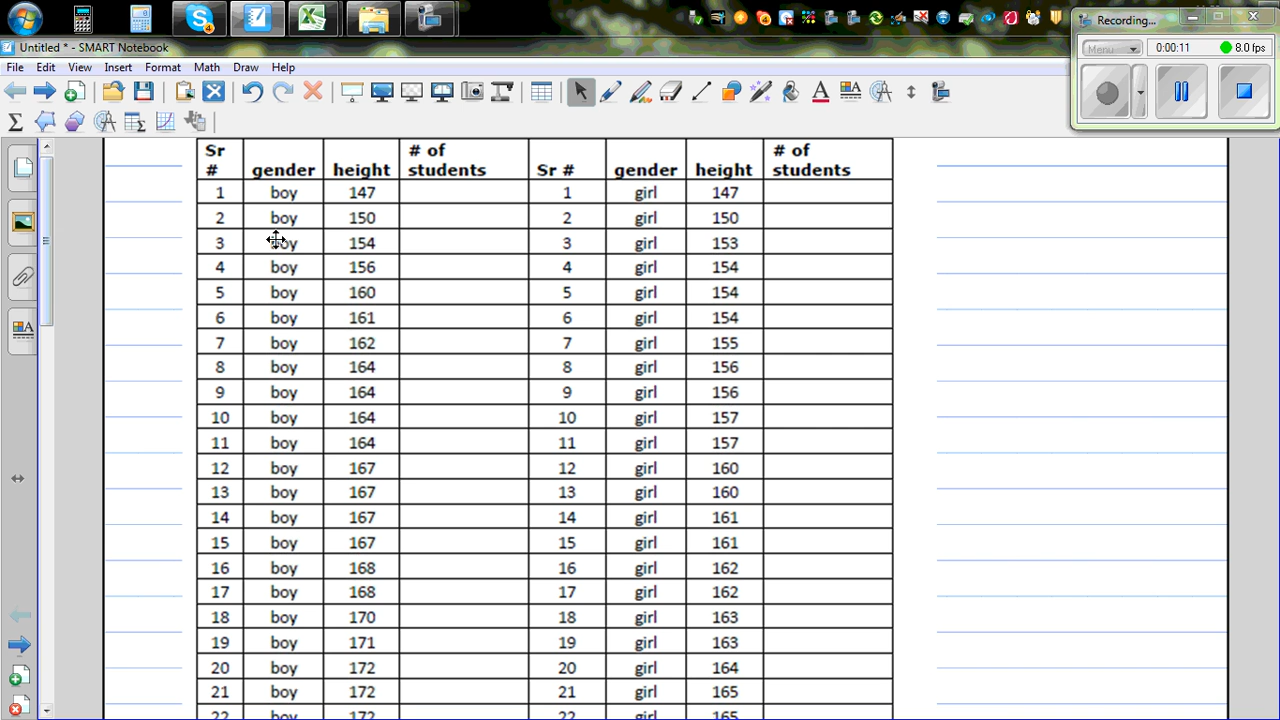 Recording...
Untitled * - SMART Notebook
Menu 0:00:11 8.0 fps
File Edit View Insert Format Math Draw Help
Sr # gender height # of students Sr # gender height # of students
1 boy 147 1 girl 147
2 boy 150 2 girl 150
3 boy 154 3 girl 153
4 boy 156 4 girl 154
5 boy 160 5 girl 154
6 boy 161 6 girl 154
7 boy 162 7 girl 155
8 boy 164 8 girl 156
9 boy 164 9 girl 156
10 boy 164 10 girl 157
11 boy 164 11 girl 157
12 boy 167 12 girl 160
13 boy 167 13 girl 160
14 boy 167 14 girl 161
15 boy 167 15 girl 161
16 boy 168 16 girl 162
17 boy 168 17 girl 162
18 boy 170 18 girl 163
19 boy 171 19 girl 163
20 boy 172 20 girl 164
21 boy 172 21 girl 165
22 boy 172 22 girl 165